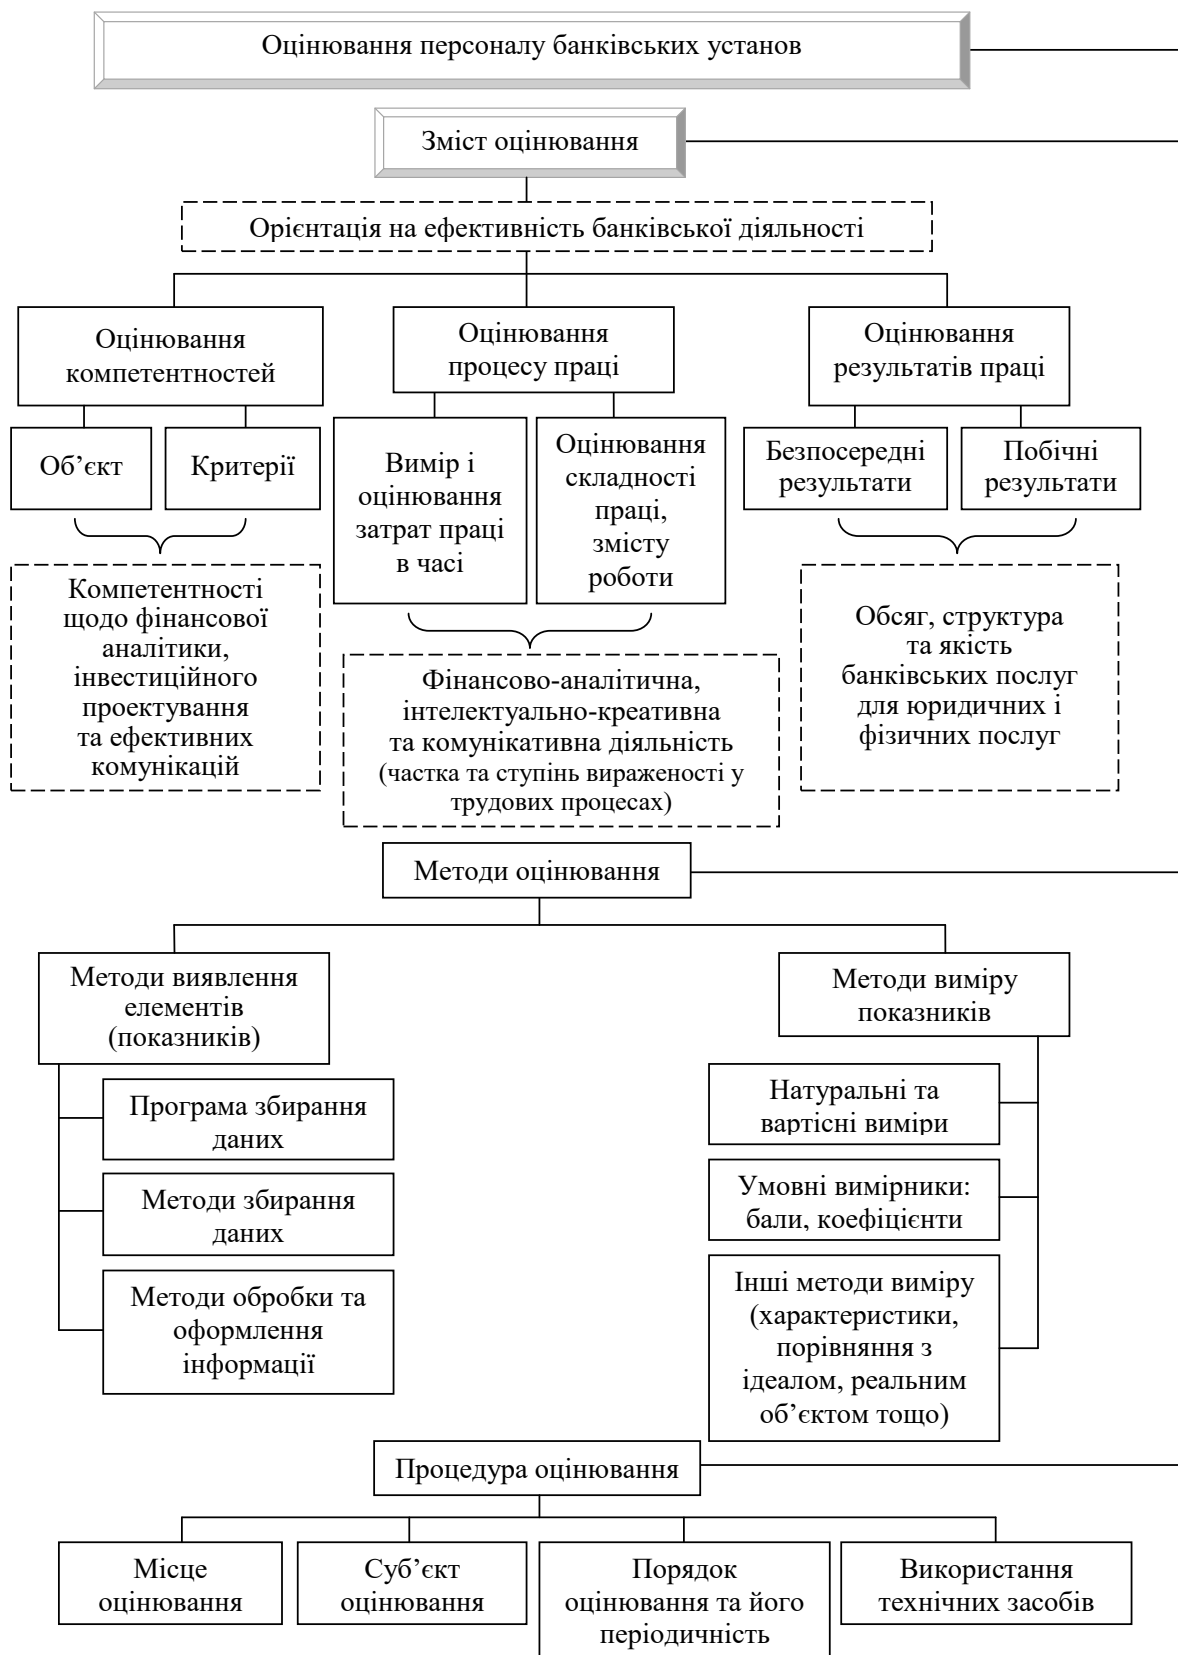 Оцінювання персоналу банківських установ
Зміст оцінювання
Орієнтація на ефективність банківської діяльності
Оцінювання
компетентностей
Оцінювання
процесу праці
Оцінювання
результатів праці
Об’єкт
Критерії
Вимір і
оцінювання
затрат праці
в часі
Оцінювання
складності
праці,
змісту
роботи
Безпосередні
результати
Побічні
результати
Компетентності
щодо фінансової
аналітики,
інвестиційного
проектування
та ефективних
комунікацій
Фінансово-аналітична,
інтелектуально-креативна
та комунікативна діяльність
(частка та ступінь вираженості у
трудових процесах)
Обсяг, структура
та якість
банківських послуг
для юридичних і
фізичних послуг
Методи оцінювання
Методи виявлення
елементів
(показників)
Програма збирання
даних
Методи збирання
даних
Методи обробки та
оформлення
інформації
Методи виміру
показників
Натуральні та
вартісні виміри
Умовні вимірники:
бали, коефіцієнти
Інші методи виміру
(характеристики,
порівняння з
ідеалом, реальним
об’єктом тощо)
Процедура оцінювання
Місце
оцінювання
Суб’єкт
оцінювання
Порядок
оцінювання та його
періодичність
Використання
технічних засобів